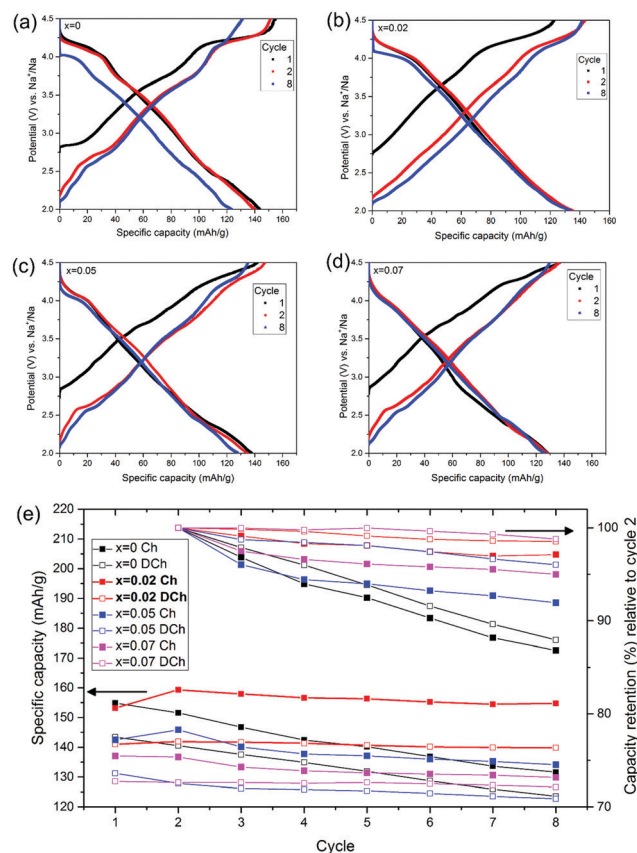 (a)
x=0
Cycle
1
2
8
4.5
4.0
3.5
3.0
2.5
2.0
Potential (V) vs. Na⁺/Na
0 20 40 60 80 100 120 140 160
Specific capacity (mAh/g)
(b)
x=0.02
Cycle
1
2
8
4.5
4.0
3.5
3.0
2.5
2.0
Potential (V) vs. Na⁺/Na
0 20 40 60 80 100 120 140 160
Specific capacity (mAh/g)
(c)
x=0.05
Cycle
1
2
8
4.5
4.0
3.5
3.0
2.5
2.0
Potential (V) vs. Na⁺/Na
0 20 40 60 80 100 120 140 160
Specific capacity (mAh/g)
(d)
x=0.07
Cycle
1
2
8
4.5
4.0
3.5
3.0
2.5
2.0
Potential (V) vs. Na⁺/Na
0 20 40 60 80 100 120 140 160
Specific capacity (mAh/g)
(e)
220
210
200
190
180
170
160
150
140
130
120
Specific capacity (mAh/g)
x=0 Ch
x=0 DCh
x=0.02 Ch
x=0.02 DCh
x=0.05 Ch
x=0.05 DCh
x=0.07 Ch
x=0.07 DCh
100
90
80
70
Capacity retention (%) relative to cycle 2
1 2 3 4 5 6 7 8
Cycle